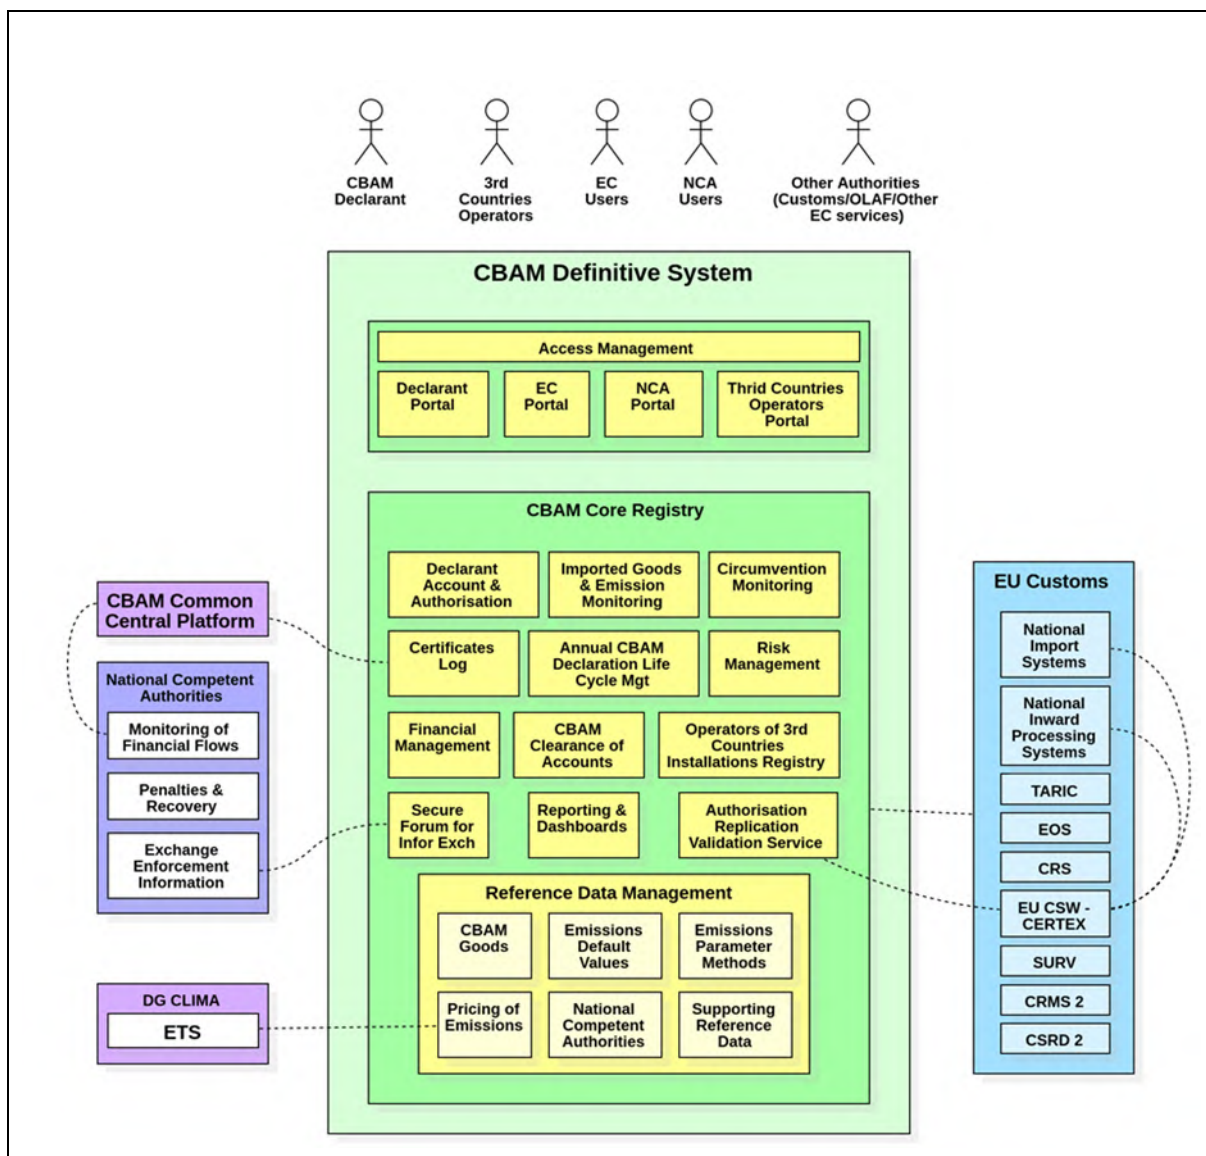 CBAM
Declarant
3rd
Countries
Operators
EC
Users
NCA
Users
Other Authorities
(Customs/OLAF/Other
EC services)
CBAM Definitive System
Access Management
Declarant
Portal
EC
Portal
NCA
Portal
Thrid Countries
Operators
Portal
CBAM Core Registry
Declarant
Account &
Authorisation
Imported Goods
& Emission
Monitoring
Circumvention
Monitoring
Certificates
Log
Annual CBAM
Declaration Life
Cycle Mgt
Risk
Management
Financial
Management
CBAM
Clearance of
Accounts
Operators of 3rd
Countries
Installations Registry
Secure
Forum for
Infor Exch
Reporting &
Dashboards
Authorisation
Replication
Validation Service
Reference Data Management
CBAM
Goods
Emissions
Default
Values
Emissions
Parameter
Methods
Pricing of
Emissions
National
Competent
Authorities
Supporting
Reference
Data
CBAM Common
Central Platform
National Competent
Authorities
Monitoring of
Financial Flows
Penalties &
Recovery
Exchange
Enforcement
Information
DG CLIMA
ETS
EU Customs
National
Import
Systems
National
Inward
Processing
Systems
TARIC
EOS
CRS
EU CSW -
CERTEX
SURV
CRMS 2
CSRD 2